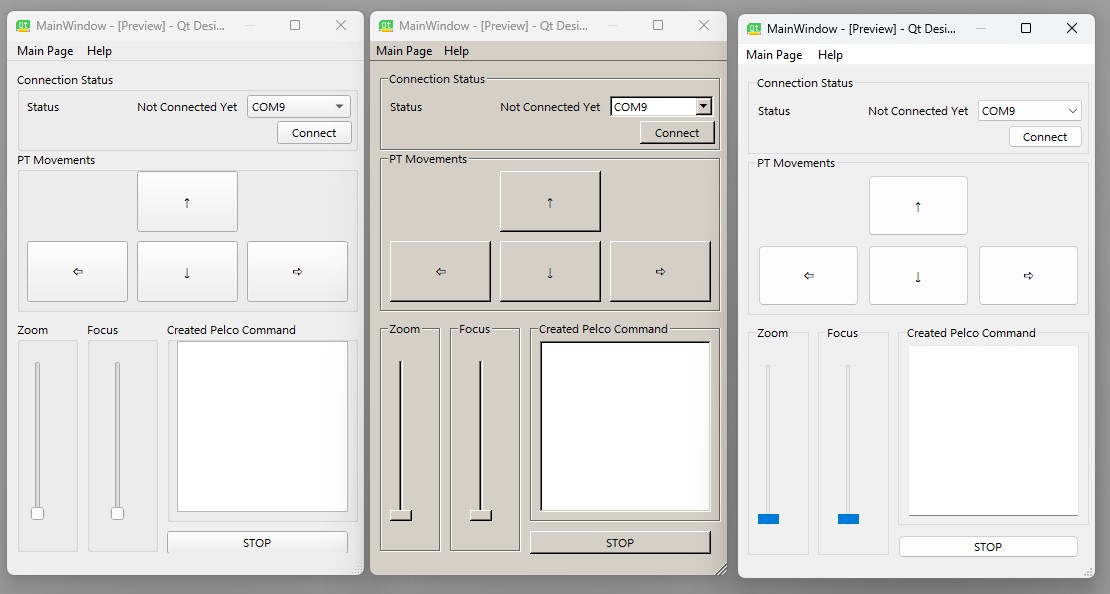 MainWindow - [Preview] - Qt Desi...
Main Page Help
Connection Status
Status Not Connected Yet COM9
Connect
PT Movements
↑
⇦ ↓ ⇨
Zoom Focus Created Pelco Command
STOP
MainWindow - [Preview] - Qt Desi...
Main Page Help
Connection Status
Status Not Connected Yet COM9
Connect
PT Movements
↑
⇦ ↓ ⇨
Zoom Focus Created Pelco Command
STOP
MainWindow - [Preview] - Qt Desi...
Main Page Help
Connection Status
Status Not Connected Yet COM9
Connect
PT Movements
↑
⇦ ↓ ⇨
Zoom Focus Created Pelco Command
STOP